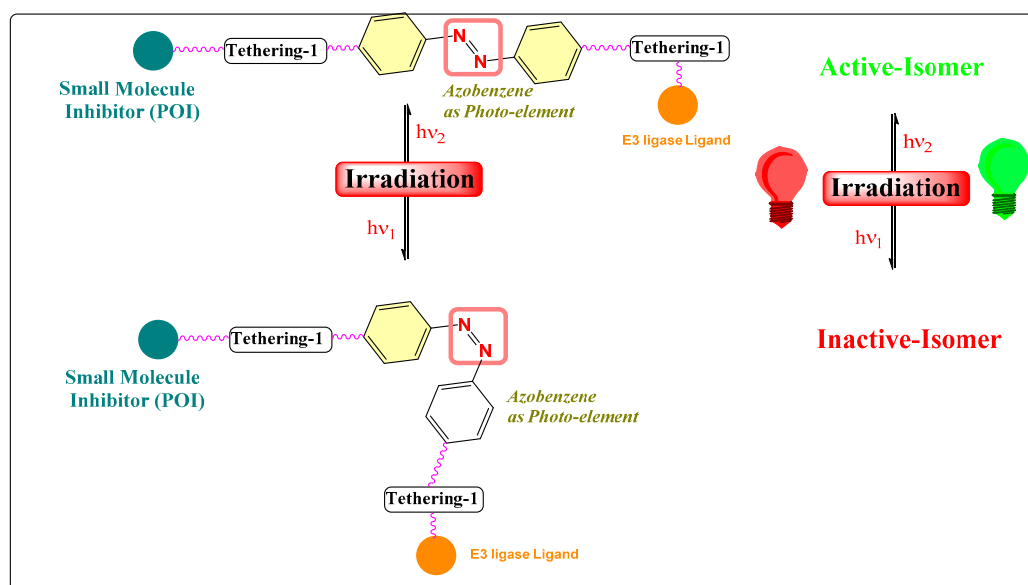 Tethering-1
N
N
Tethering-1
Small Molecule
Inhibitor (POI)
Azobenzene
as Photo-element
E3 ligase Ligand
hν2
Irradiation
hν1
Active-Isomer
hν2
Irradiation
hν1
Inactive-Isomer
Tethering-1
N
N
Small Molecule
Inhibitor (POI)
Azobenzene
as Photo-element
Tethering-1
E3 ligase Ligand